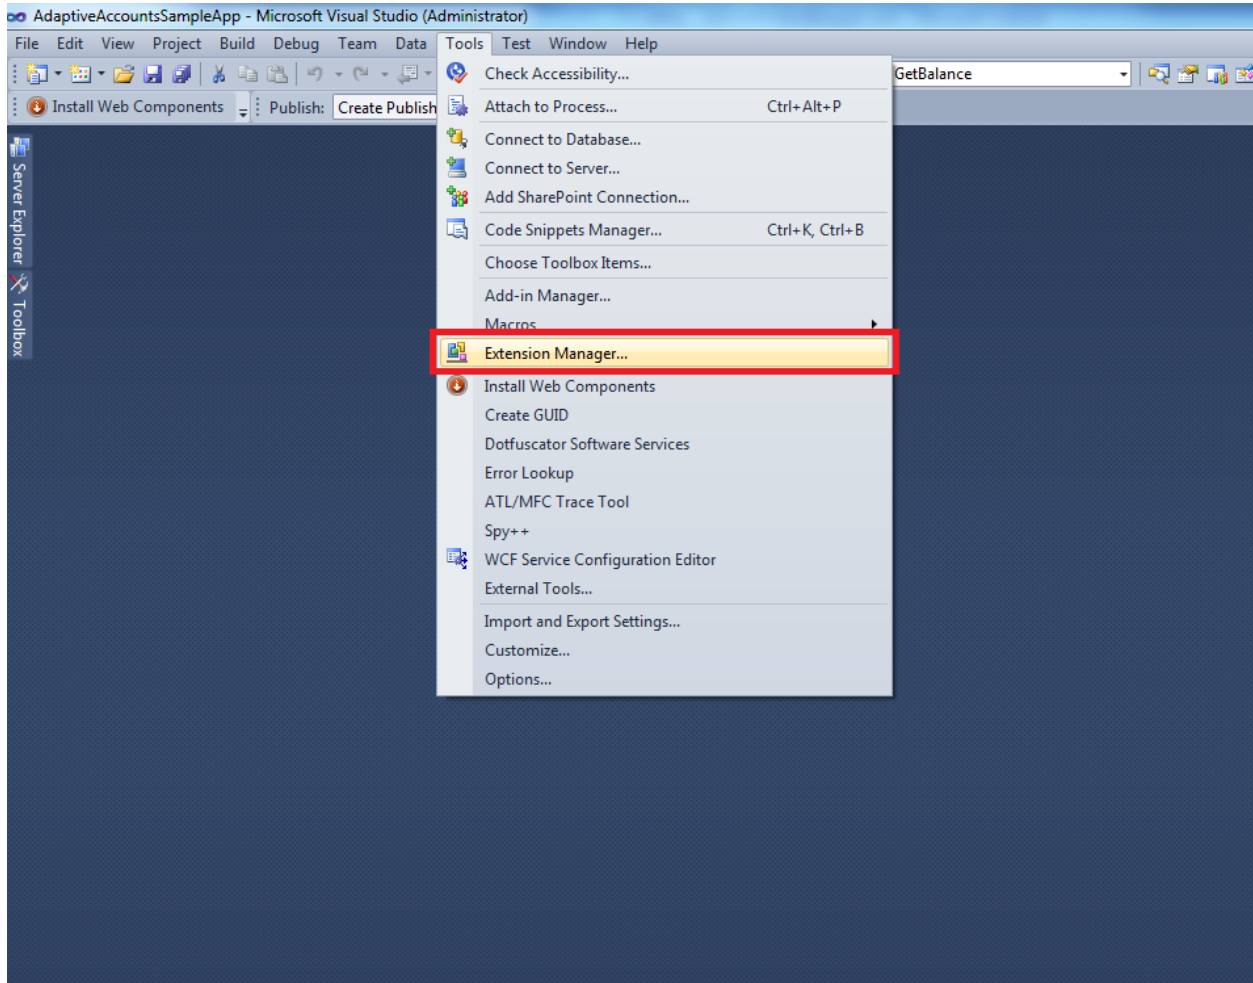 AdaptiveAccountsSampleApp - Microsoft Visual Studio (Administrator)
File Edit View Project Build Debug Team Data Tools Test Window Help
GetBalance
Install Web Components Publish: Create Publish
Server Explorer
Toolbox
Check Accessibility...
Attach to Process... Ctrl+Alt+P
Connect to Database...
Connect to Server...
Add SharePoint Connection...
Code Snippets Manager... Ctrl+K, Ctrl+B
Choose Toolbox Items...
Add-in Manager...
Macros
Extension Manager...
Install Web Components
Create GUID
Dotfuscator Software Services
Error Lookup
ATL/MFC Trace Tool
Spy++
WCF Service Configuration Editor
External Tools...
Import and Export Settings...
Customize...
Options...